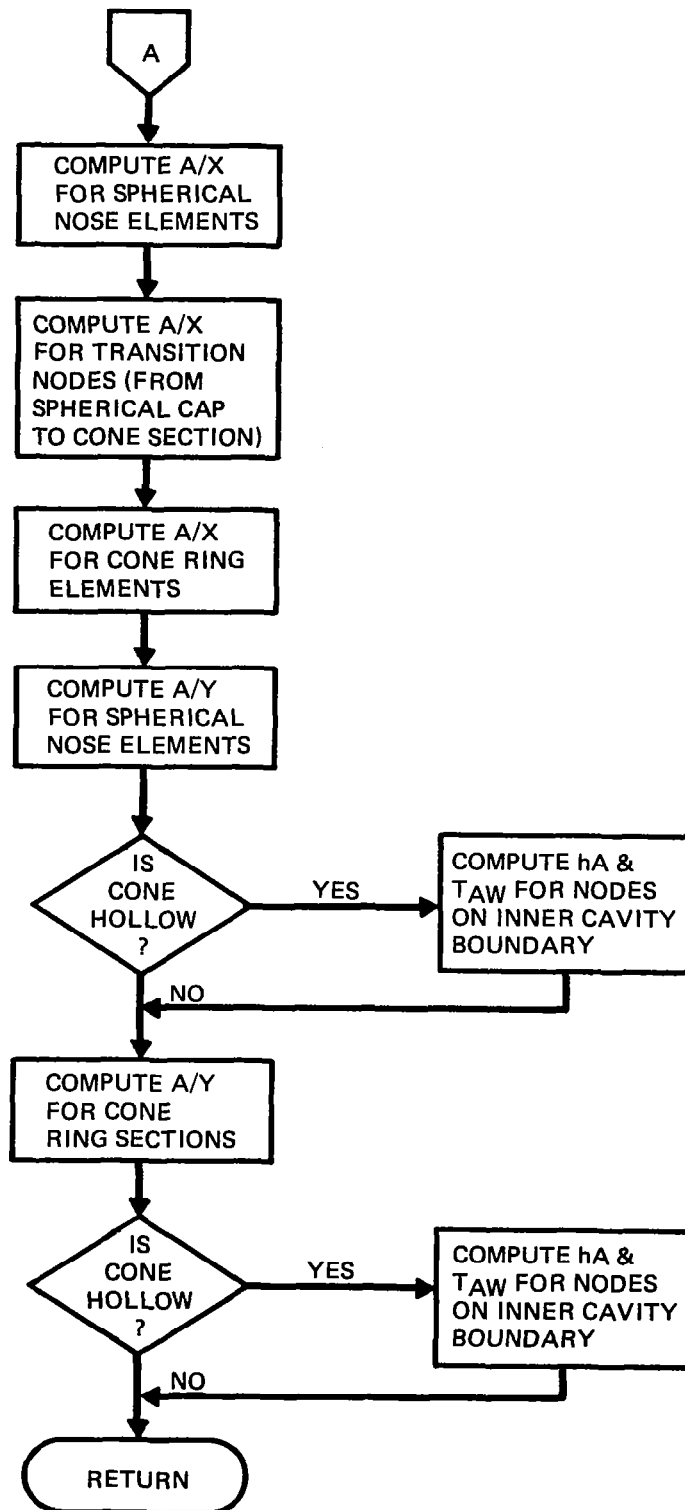 A
COMPUTE A/X
FOR SPHERICAL
NOSE ELEMENTS
COMPUTE A/X
FOR TRANSITION
NODES (FROM
SPHERICAL CAP
TO CONE SECTION)
COMPUTE A/X
FOR CONE RING
ELEMENTS
COMPUTE A/Y
FOR SPHERICAL
NOSE ELEMENTS
IS
CONE
HOLLOW
?
YES
COMPUTE hA &
TAW FOR NODES
ON INNER CAVITY
BOUNDARY
NO
COMPUTE A/Y
FOR CONE
RING SECTIONS
IS
CONE
HOLLOW
?
YES
COMPUTE hA &
TAW FOR NODES
ON INNER CAVITY
BOUNDARY
NO
RETURN